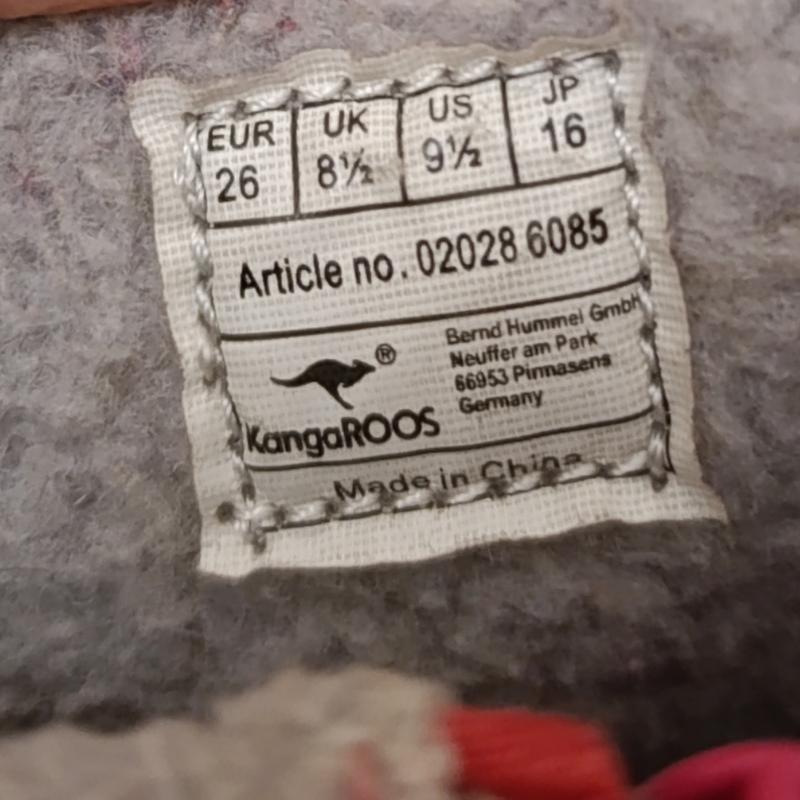 EUR UK US JP
26 8½ 9½ 16
Article no. 02028 6085
®
KangaROOS
Bernd Hummel GmbH
Neuffer am Park
66953 Pirmasens
Germany
Made in China